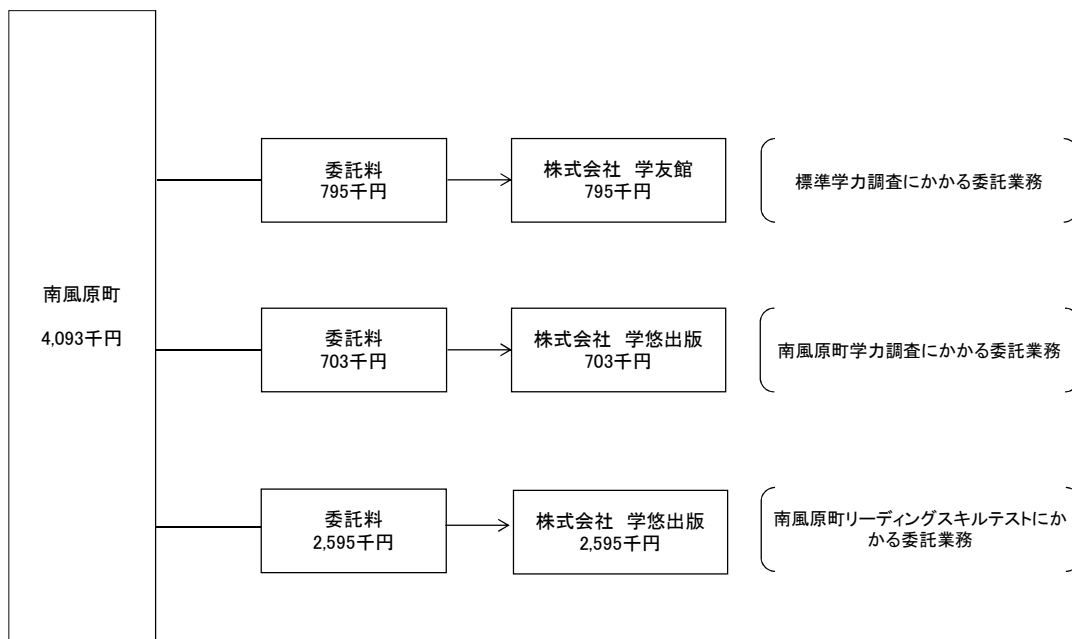 南風原町
4,093千円
委託料
795千円
株式会社　学友館
795千円
標準学力調査にかかる委託業務
委託料
703千円
株式会社　学悠出版
703千円
南風原町学力調査にかかる委託業務
委託料
2,595千円
株式会社　学悠出版
2,595千円
南風原町リーディングスキルテストにか
かる委託業務